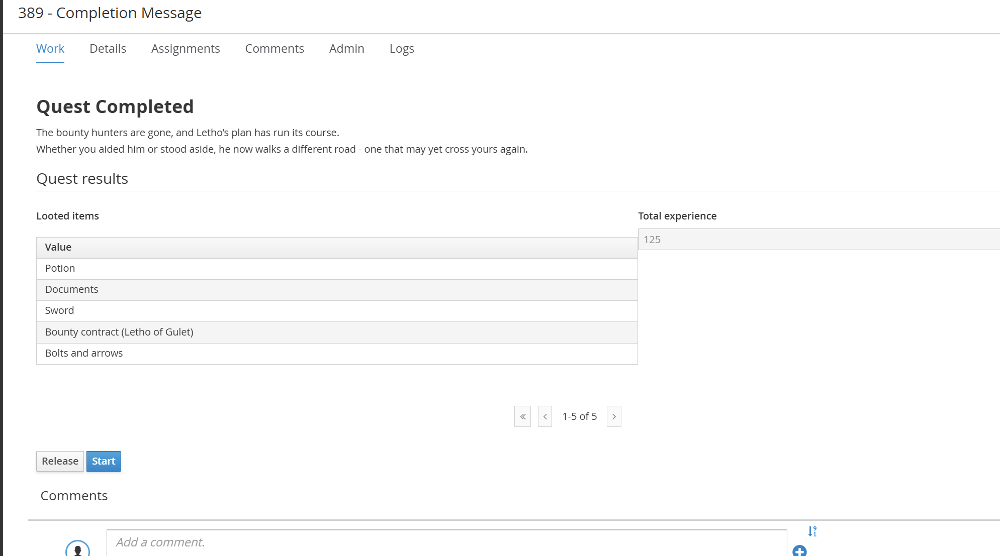 389 - Completion Message
Work Details Assignments Comments Admin Logs
Quest Completed
The bounty hunters are gone, and Letho’s plan has run its course.
Whether you aided him or stood aside, he now walks a different road - one that may yet cross yours again.
Quest results
Looted items
Total experience
125
Value
Potion
Documents
Sword
Bounty contract (Letho of Gulet)
Bolts and arrows
1-5 of 5
Release Start
Comments
Add a comment.
9
1